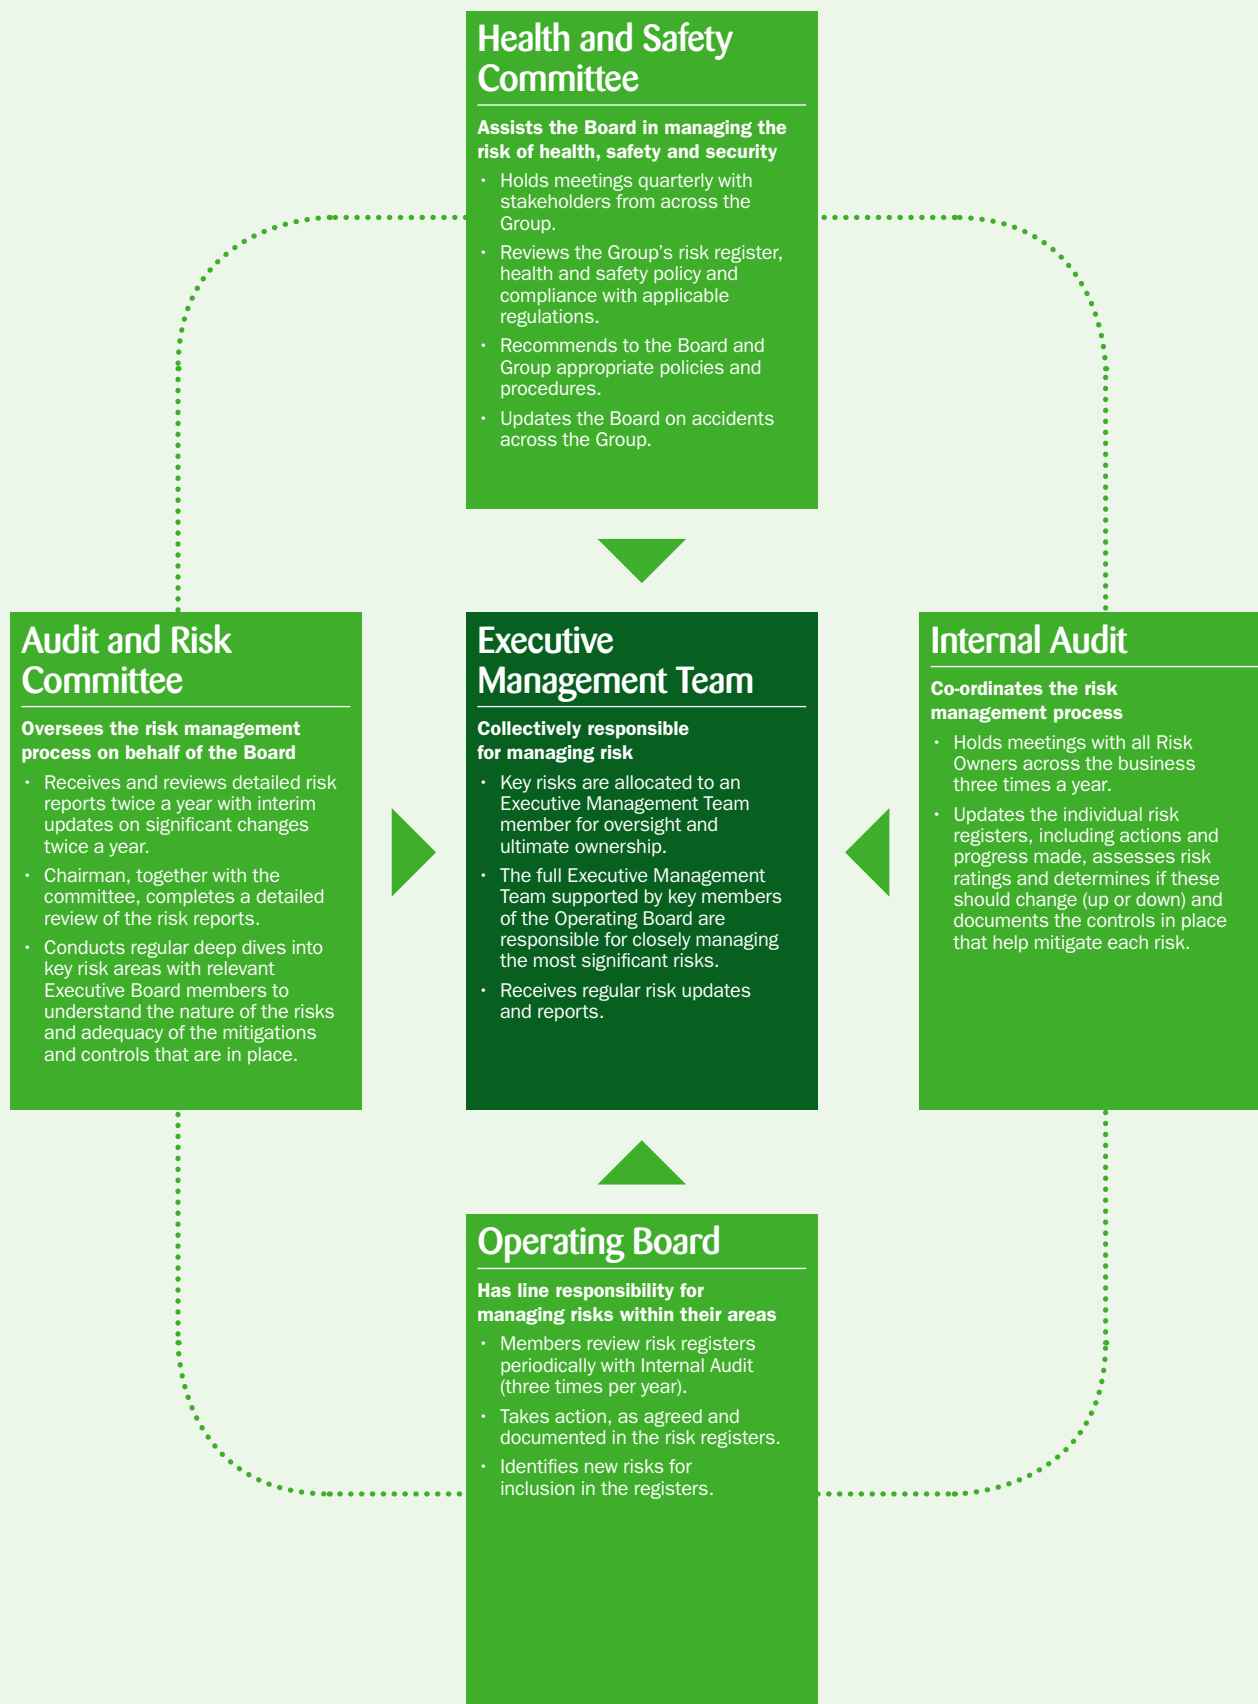 Health and Safety
Committee
Assists the Board in managing the
risk of health, safety and security
• Holds meetings quarterly with
stakeholders from across the
Group.
• Reviews the Group’s risk register,
health and safety policy and
compliance with applicable
regulations.
• Recommends to the Board and
Group appropriate policies and
procedures.
• Updates the Board on accidents
across the Group.
Audit and Risk
Committee
Oversees the risk management
process on behalf of the Board
• Receives and reviews detailed risk
reports twice a year with interim
updates on significant changes
twice a year.
• Chairman, together with the
committee, completes a detailed
review of the risk reports.
• Conducts regular deep dives into
key risk areas with relevant
Executive Board members to
understand the nature of the risks
and adequacy of the mitigations
and controls that are in place.
Executive
Management Team
Collectively responsible
for managing risk
• Key risks are allocated to an
Executive Management Team
member for oversight and
ultimate ownership.
• The full Executive Management
Team supported by key members
of the Operating Board are
responsible for closely managing
the most significant risks.
• Receives regular risk updates
and reports.
Internal Audit
Co-ordinates the risk
management process
• Holds meetings with all Risk
Owners across the business
three times a year.
• Updates the individual risk
registers, including actions and
progress made, assesses risk
ratings and determines if these
should change (up or down) and
documents the controls in place
that help mitigate each risk.
Operating Board
Has line responsibility for
managing risks within their areas
• Members review risk registers
periodically with Internal Audit
(three times per year).
• Takes action, as agreed and
documented in the risk registers.
• Identifies new risks for
inclusion in the registers.